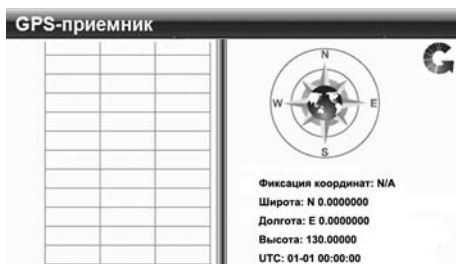 GPS-приемник
N
W E
S
Фиксация координат: N/A
Широта: N 0.0000000
Долгота: E 0.0000000
Высота: 130.00000
UTC: 01-01 00:00:00